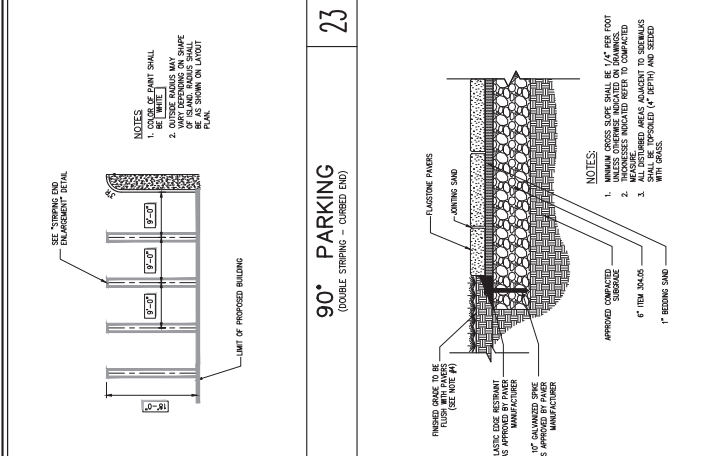 SEE "STRIPING END
ENLARGEMENT" DETAIL
9'-0"
9'-0"
9'-0"
18'-0"
LIMIT OF PROPOSED BUILDING
NOTES
1. COLOR OF PAINT SHALL
BE WHITE
2. OUTSIDE RADIUS MAY
VARY DEPENDING ON SHAPE
OF ISLAND. RADIUS SHALL
BE AS SHOWN ON LAYOUT
PLAN.
90° PARKING
(DOUBLE STRIPING - CURBED END)
23
FINISHED GRADE TO BE
FLUSH WITH PAVERS
(SEE NOTE #4)
FLAGSTONE PAVERS
JOINTING SAND
LASTIC EDGE RESTRAINT
AS APPROVED BY PAVER
MANUFACTURER
10" GALVANIZED SPIKE
S APPROVED BY PAVER
MANUFACTURER
APPROVED COMPACTED
SUBGRADE
6" ITEM 304.05
1" BEDDING SAND
NOTES:
1. MINIMUM CROSS SLOPE SHALL BE 1/4" PER FOOT
UNLESS OTHERWISE INDICATED ON DRAWINGS.
2. THICKNESSES INDICATED REFER TO COMPACTED
MEASURE.
3. ALL DISTURBED AREAS ADJACENT TO SIDEWALKS
SHALL BE TOPSOILED (4" DEPTH) AND SEEDED
WITH GRASS.